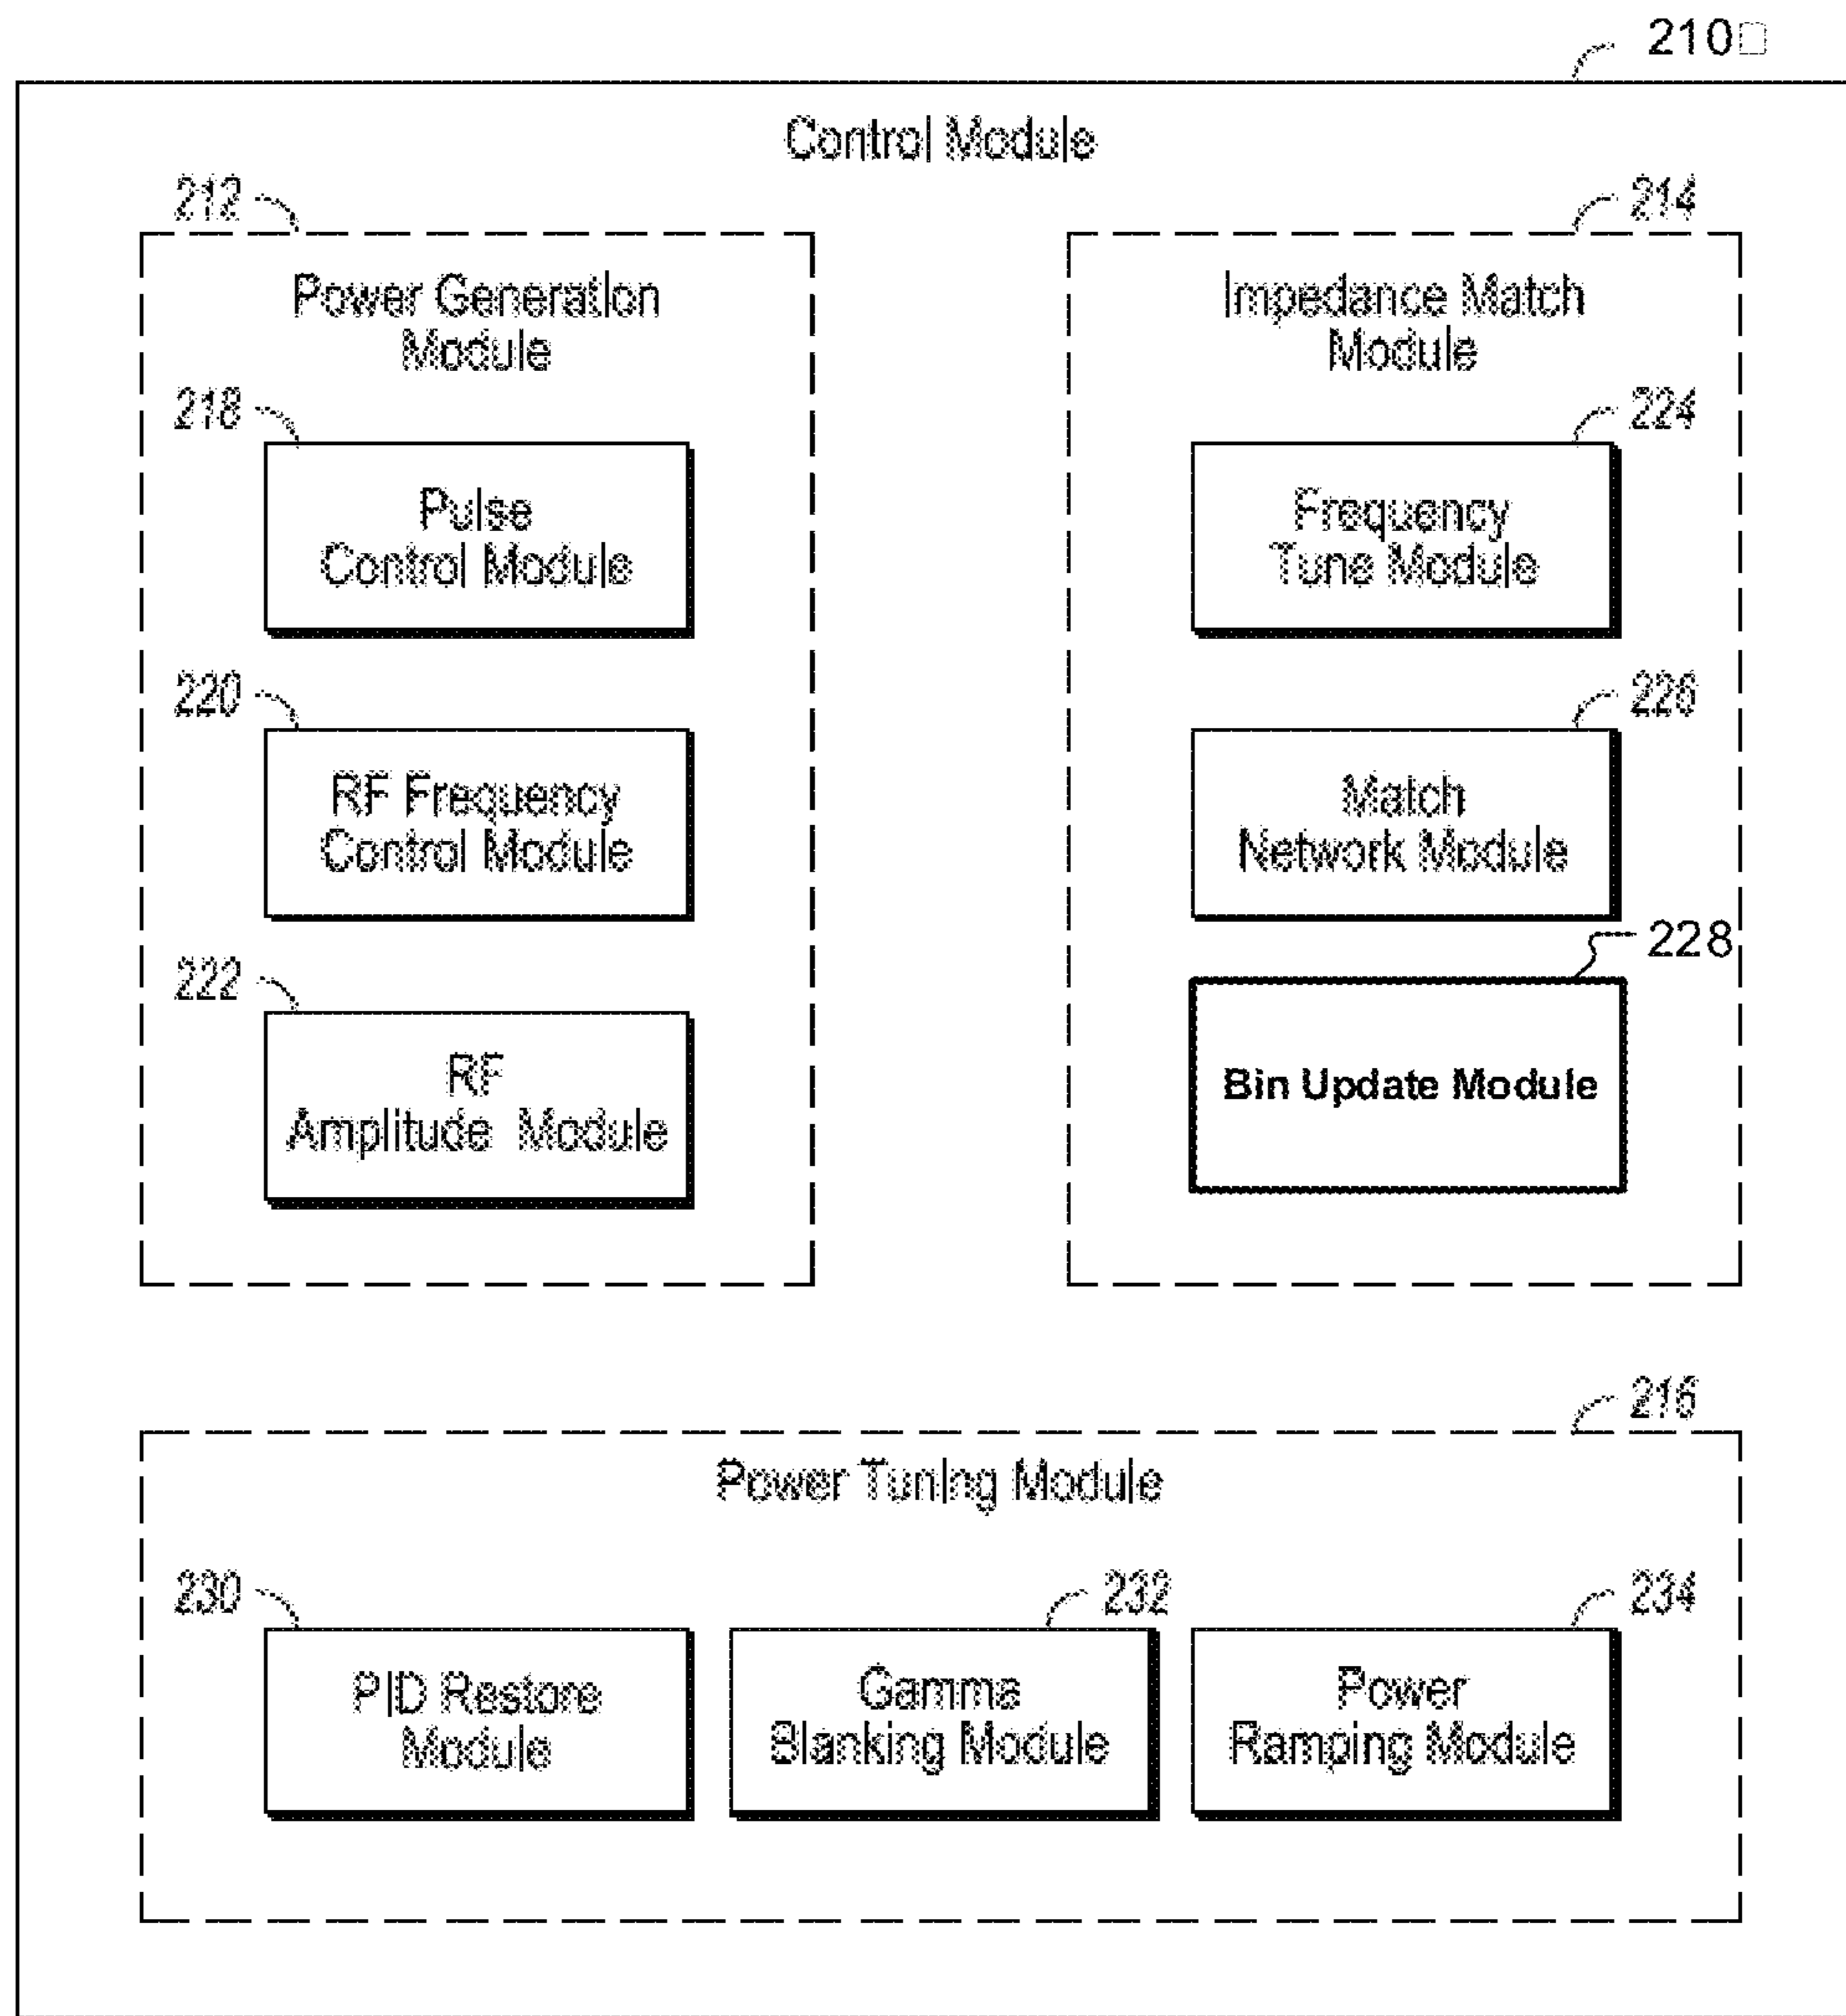 210
Control Module
212
214
Power Generation
Module
Impedance Match
Module
218
224
Pulse
Control Module
Frequency
Tune Module
220
226
RF Frequency
Control Module
Match
Network Module
228
222
RF
Amplitude Module
Bin Update Module
216
Power Tuning Module
230
232
234
PID Restore
Module
Gamma
Blanking Module
Power
Ramping Module